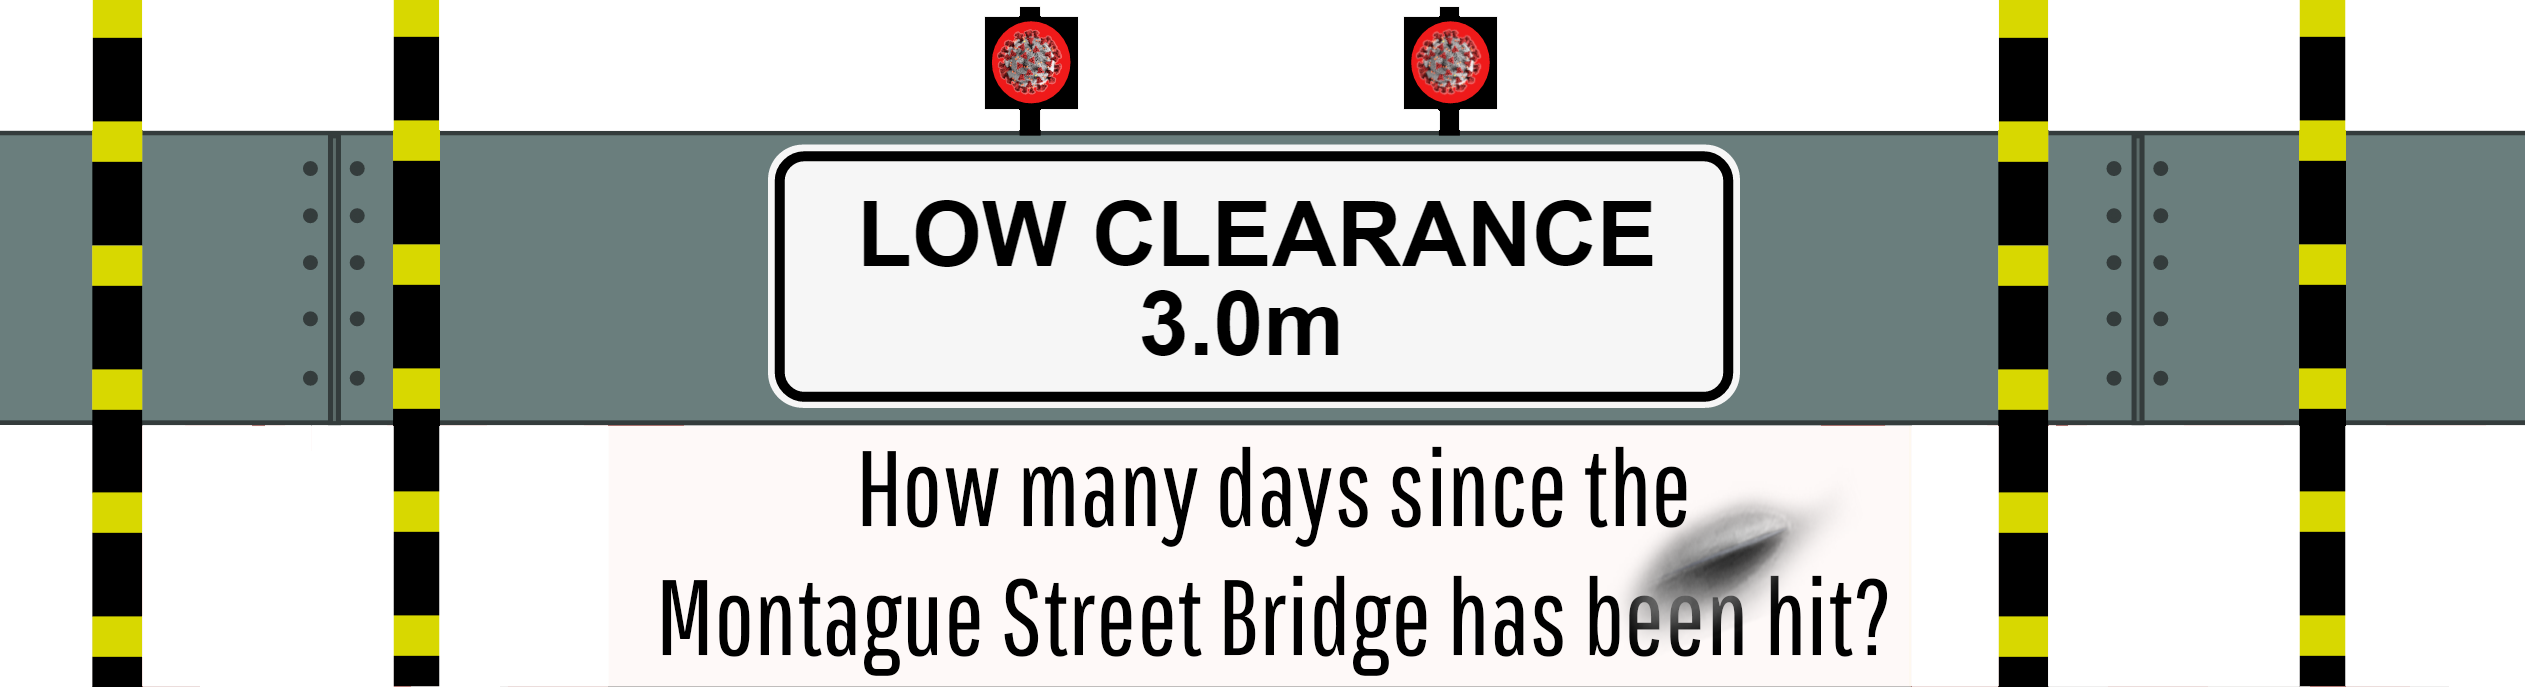 LOW CLEARANCE
3.0m
How many days since the
Montague Street Bridge has been hit?